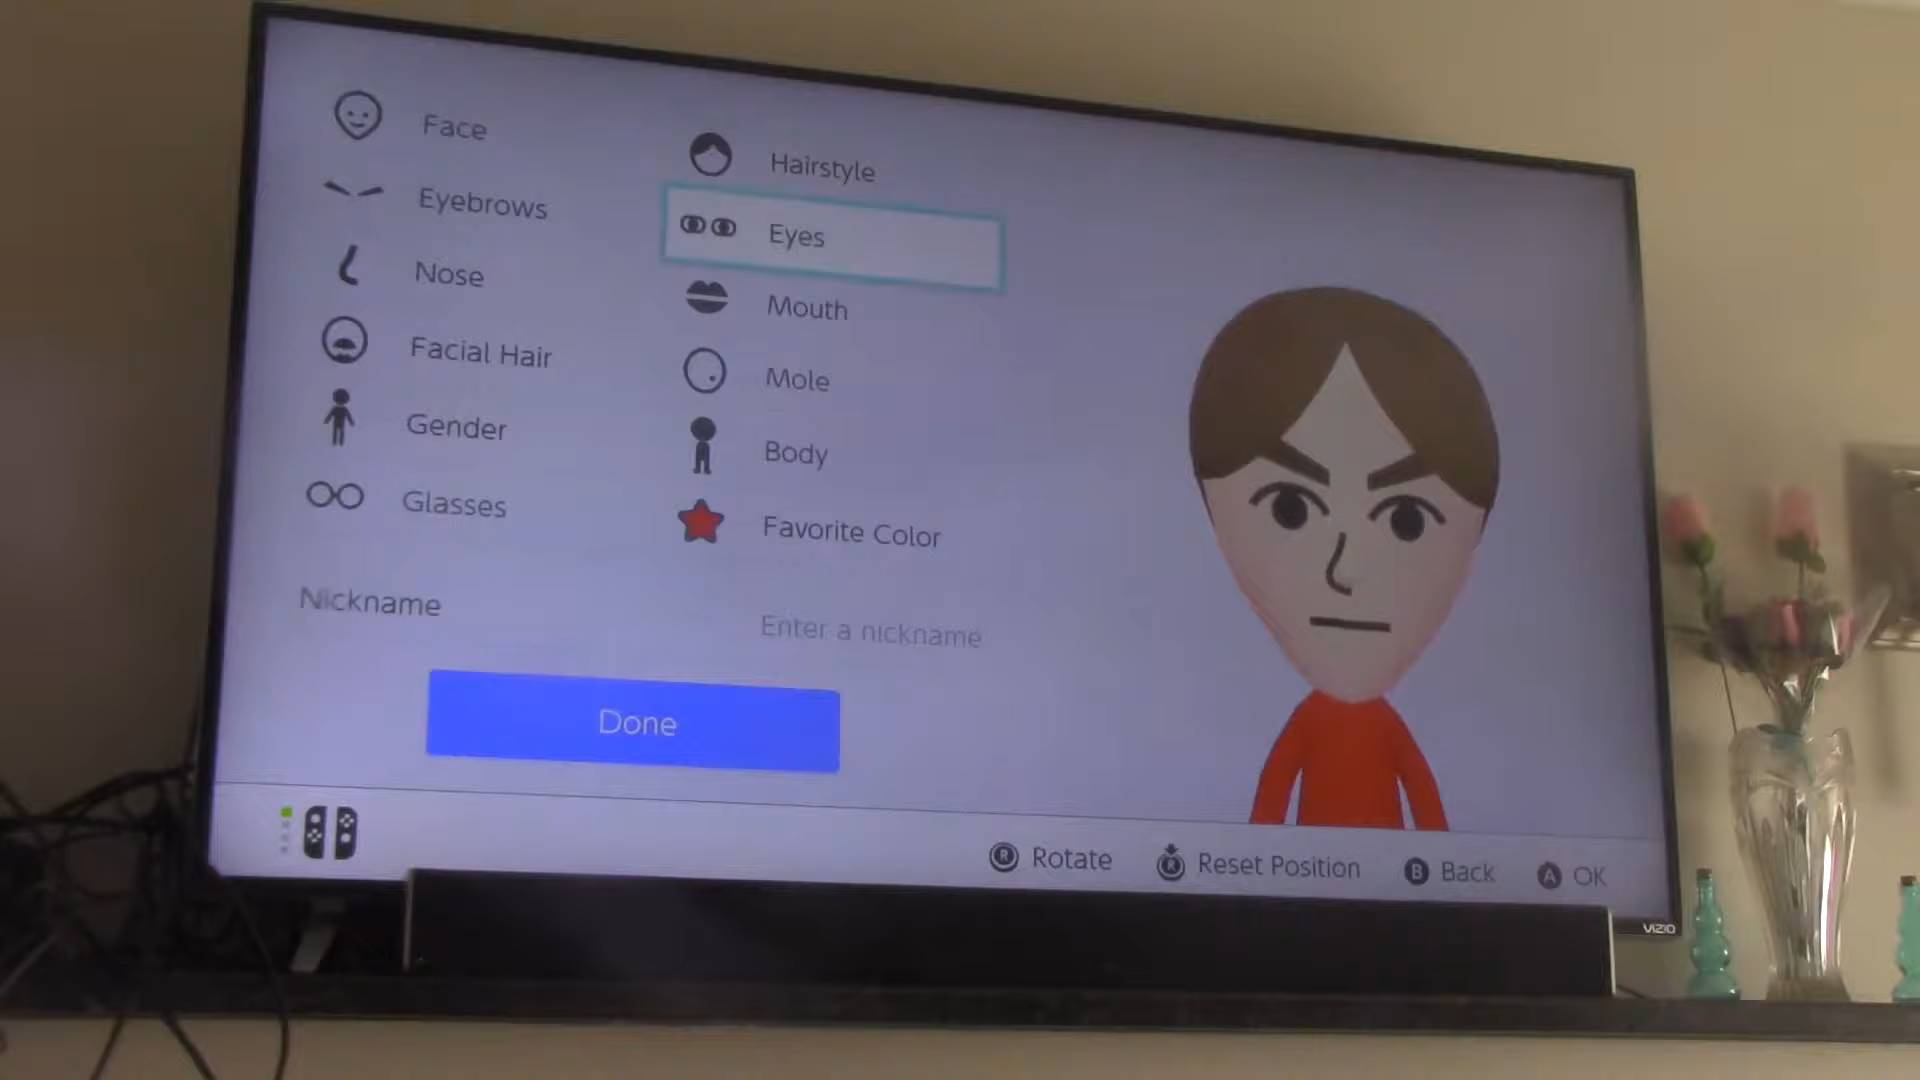 Face
Hairstyle
Eyebrows
Eyes
Nose
Mouth
Facial Hair
Mole
Gender
Body
Glasses
Favorite Color
Nickname
Enter a nickname
Done
R Rotate
R Reset Position
B Back
A OK
VIZIO